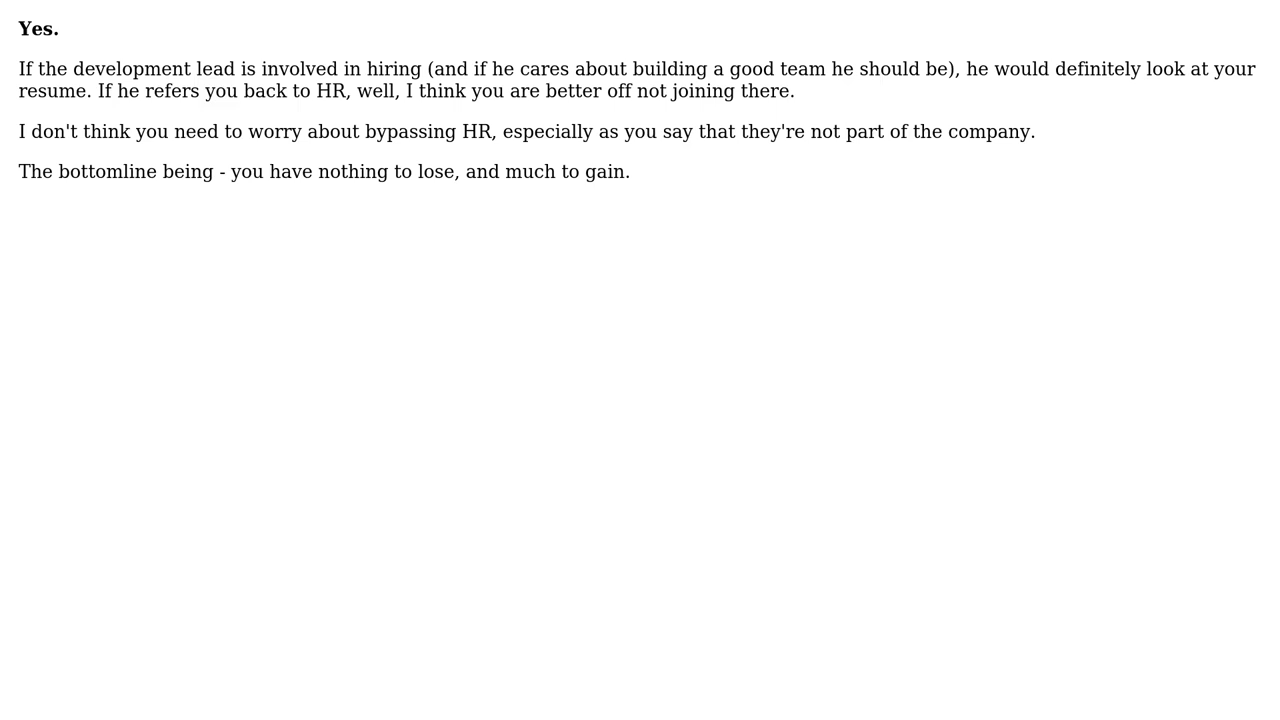 Yes.
If the development lead is involved in hiring (and if he cares about building a good team he should be), he would definitely look at your
resume. If he refers you back to HR, well, I think you are better off not joining there.
I don't think you need to worry about bypassing HR, especially as you say that they're not part of the company.
The bottomline being - you have nothing to lose, and much to gain.